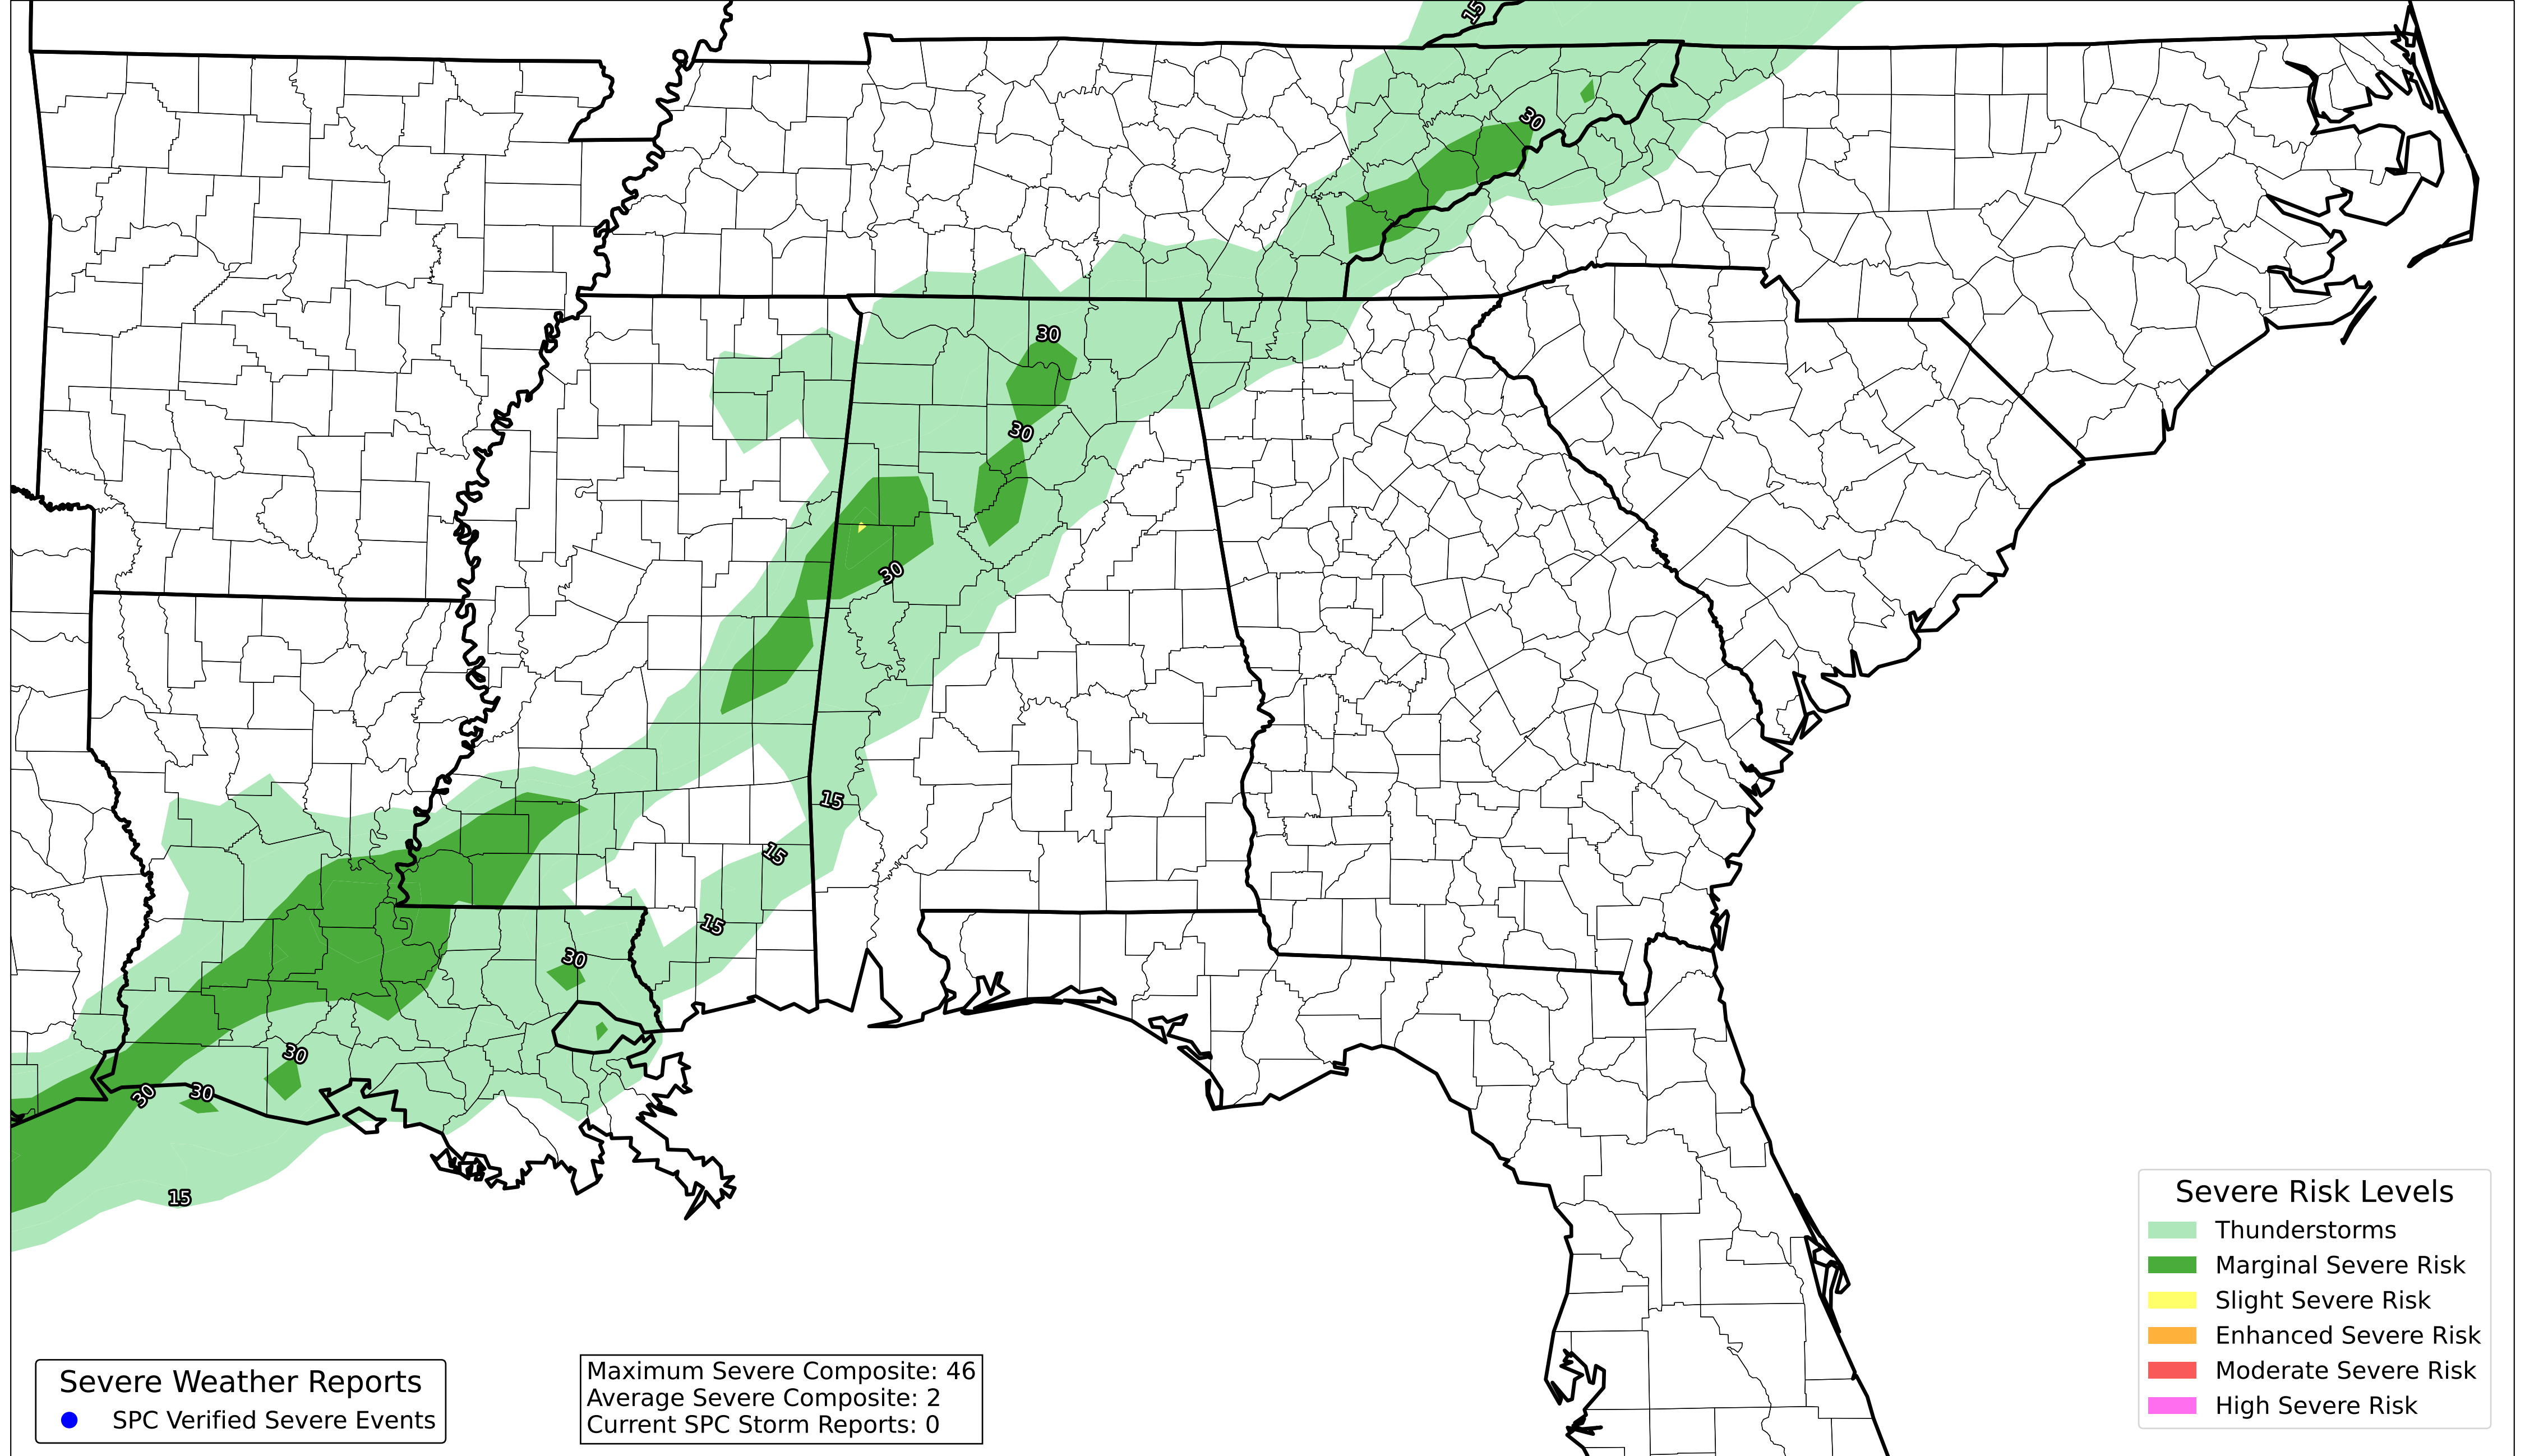 15
30
30
30
30
15
15
15
30
30
30
30
15
Severe Risk Levels
Thunderstorms
Marginal Severe Risk
Slight Severe Risk
Enhanced Severe Risk
Moderate Severe Risk
High Severe Risk
Severe Weather Reports
SPC Verified Severe Events
Maximum Severe Composite: 46
Average Severe Composite: 2
Current SPC Storm Reports: 0